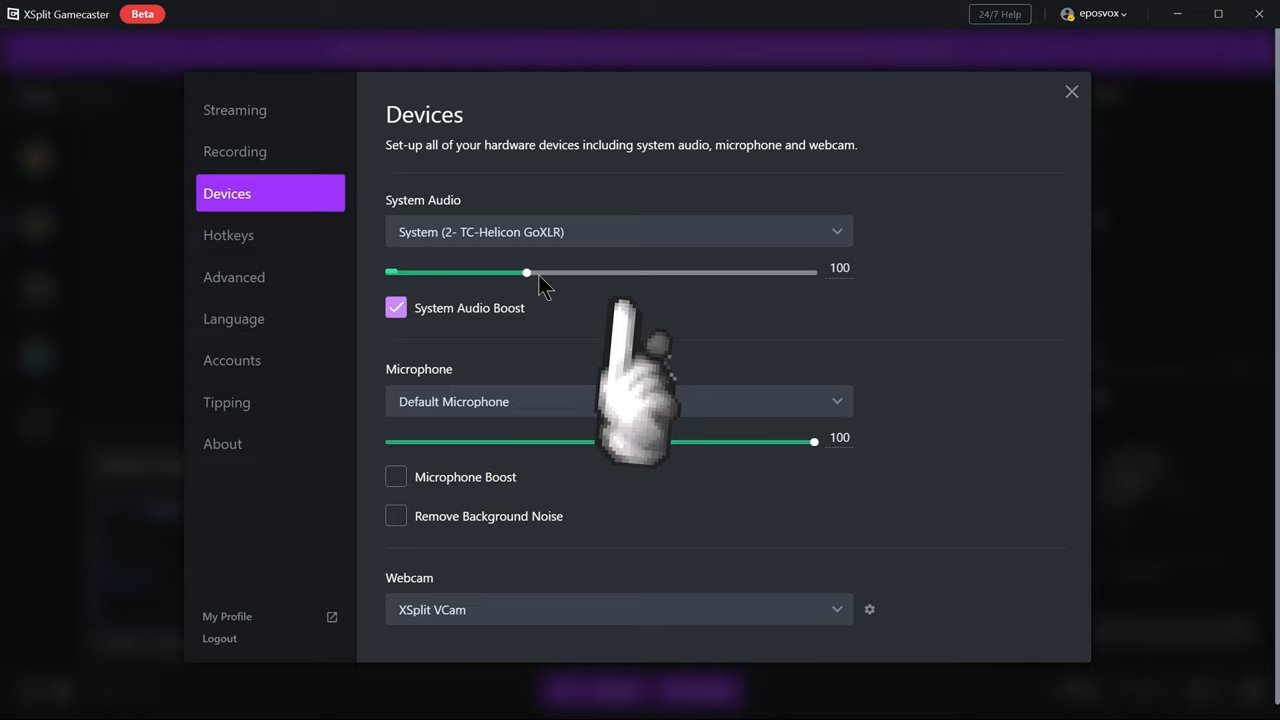 XSplit Gamecaster
Beta
24/7 Help
eposvox
Streaming
Recording
Devices
Hotkeys
Advanced
Language
Accounts
Tipping
About
My Profile
Logout
Devices
Set-up all of your hardware devices including system audio, microphone and webcam.
System Audio
System (2- TC-Helicon GoXLR)
100
System Audio Boost
Microphone
Default Microphone
100
Microphone Boost
Remove Background Noise
Webcam
XSplit VCam